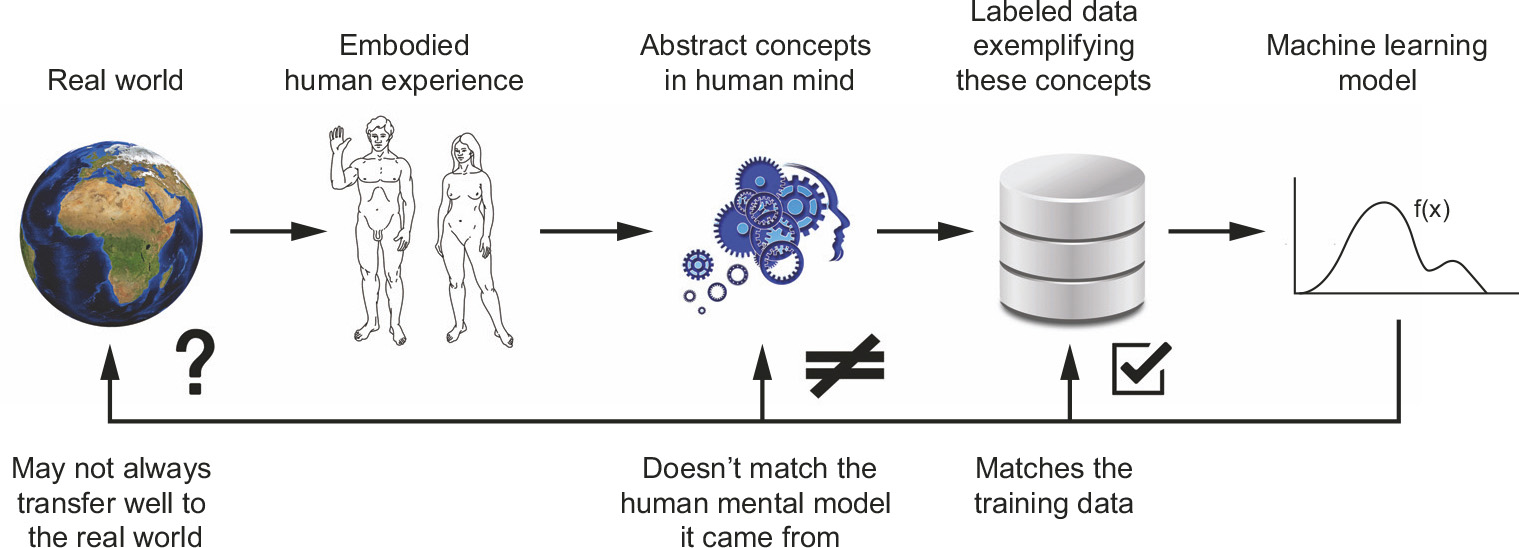 Real world
Embodied
human experience
Abstract concepts
in human mind
Labeled data
exemplifying
these concepts
Machine learning
model
f(x)
?
≠
May not always
transfer well to
the real world
Doesn’t match the
human mental model
it came from
Matches the
training data